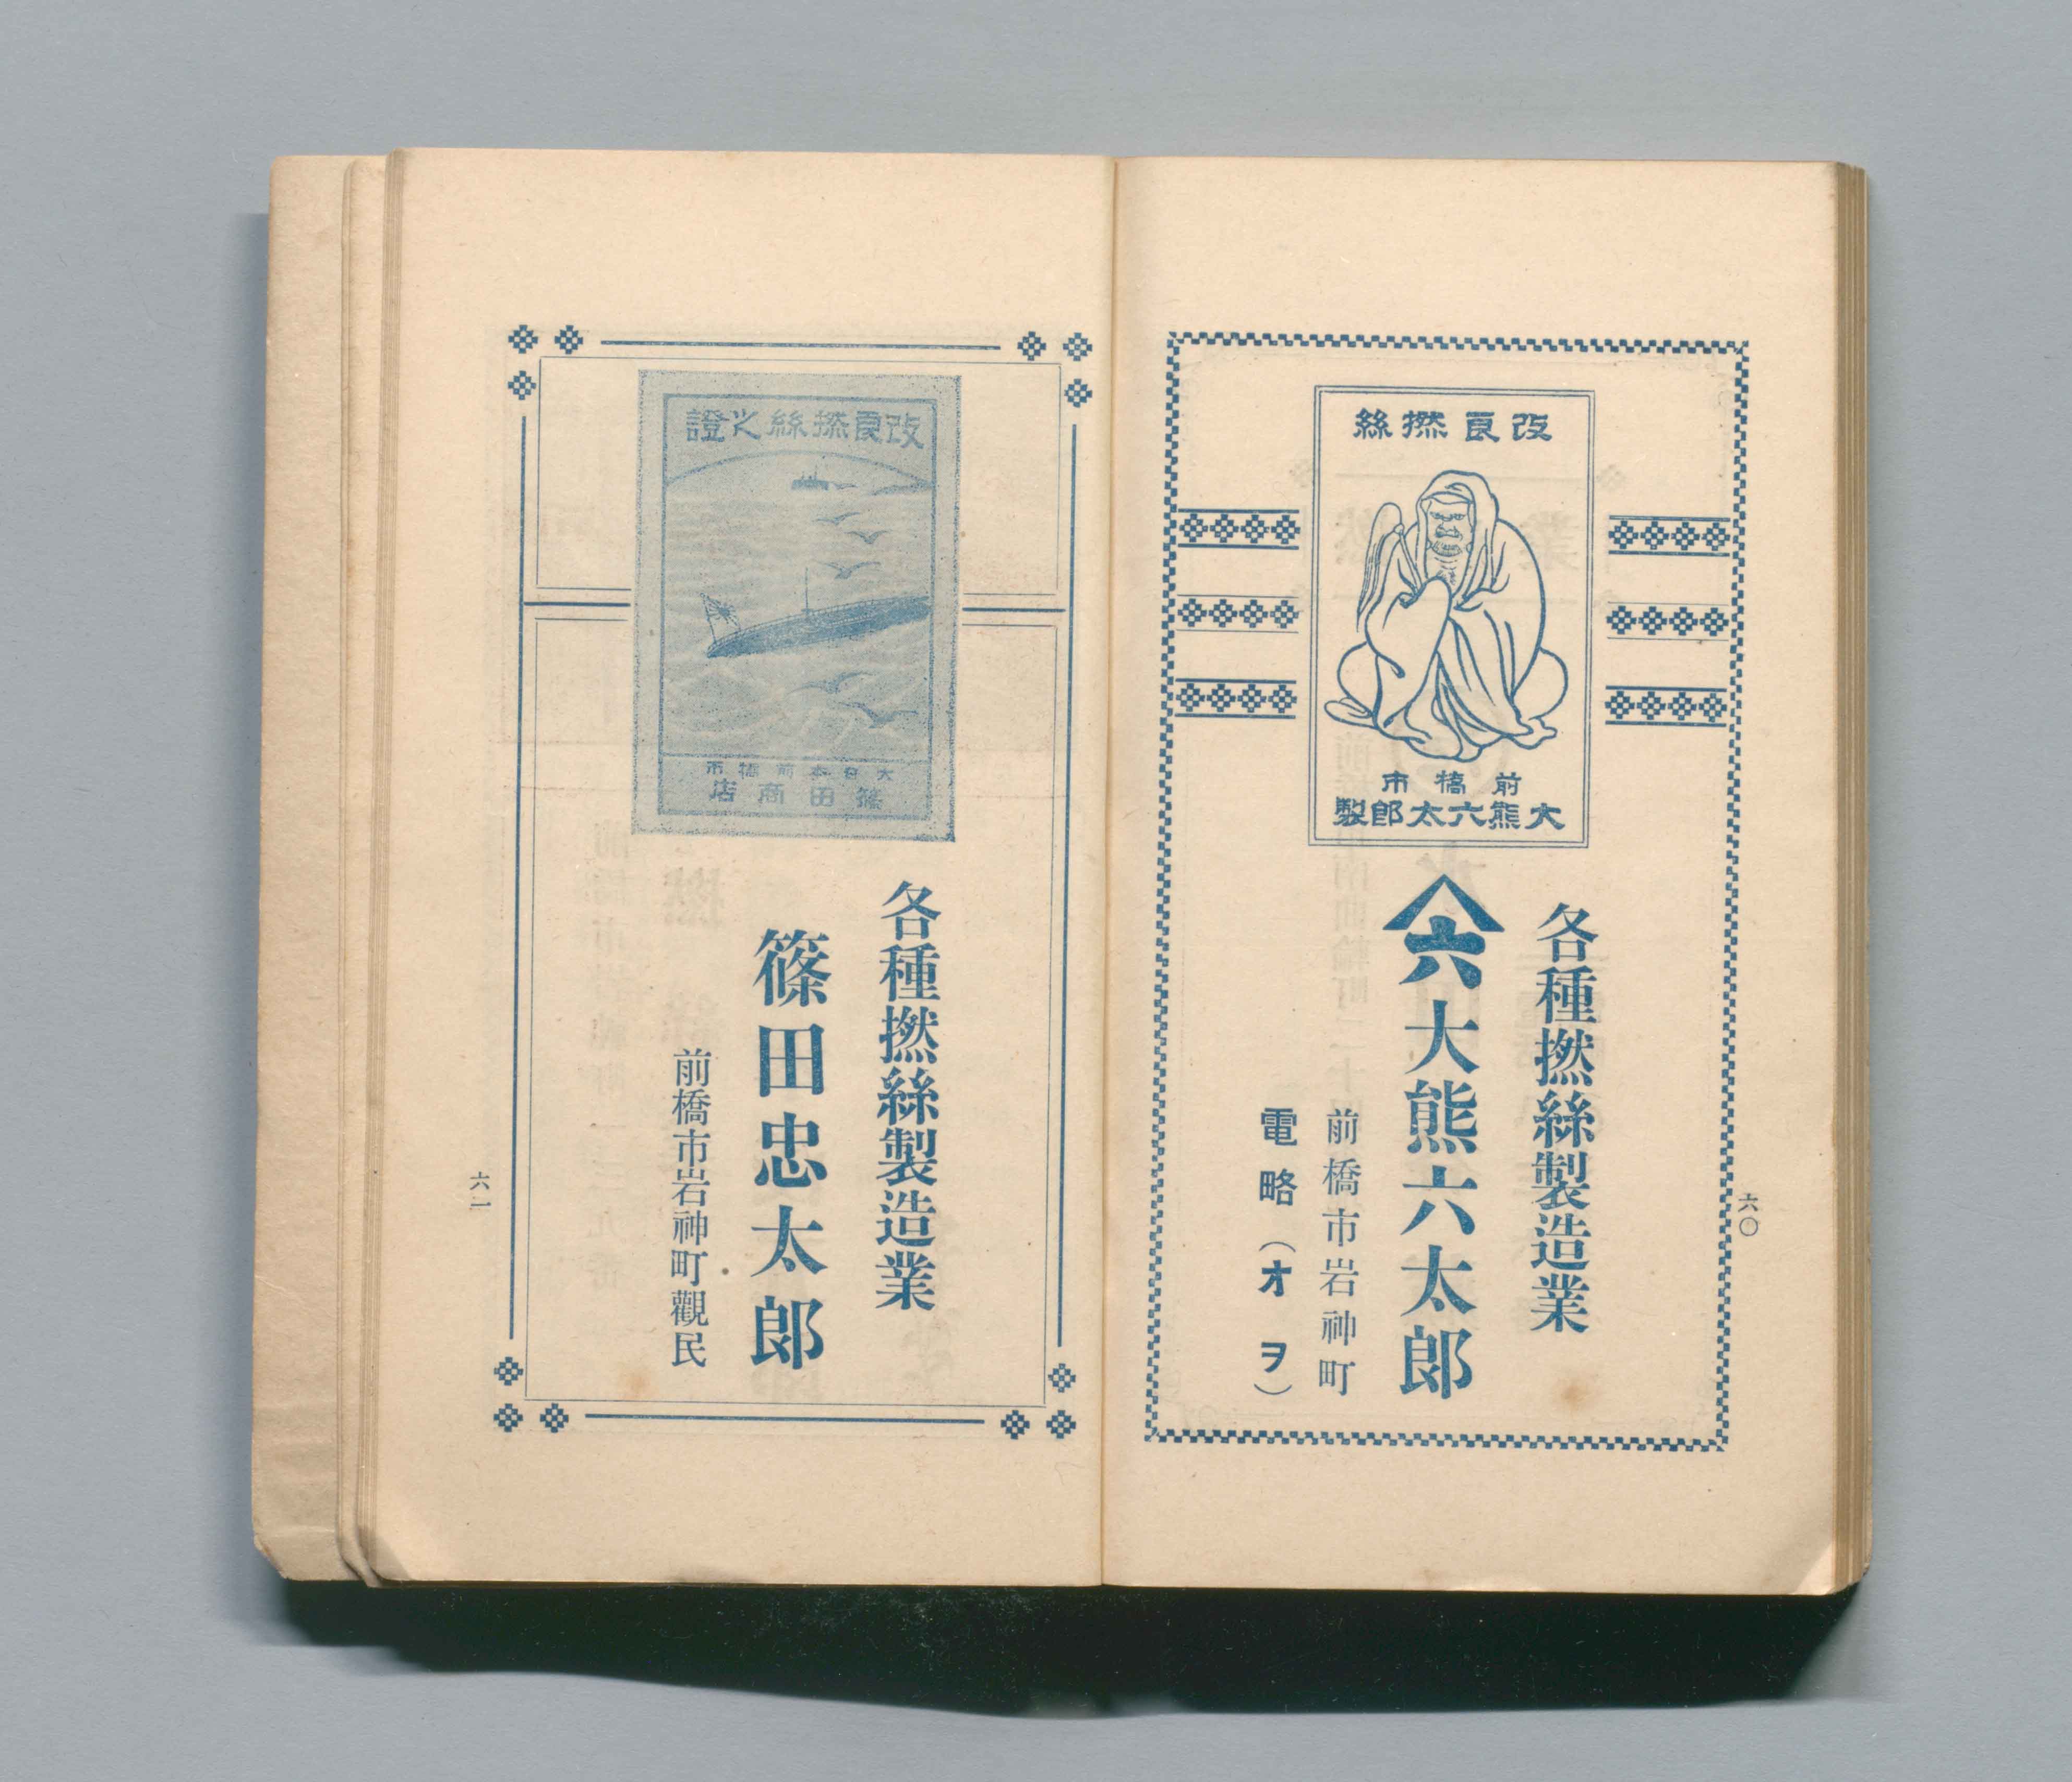 改良撚絲
前橋市
大熊六太郎製
各種撚絲製造業
六
大熊六太郎
前橋市岩神町
電略（オヲ）
六〇
改良撚絲之證
大日本前橋市
篠田商店
各種撚絲製造業
篠田忠太郎
前橋市岩神町觀民
六一